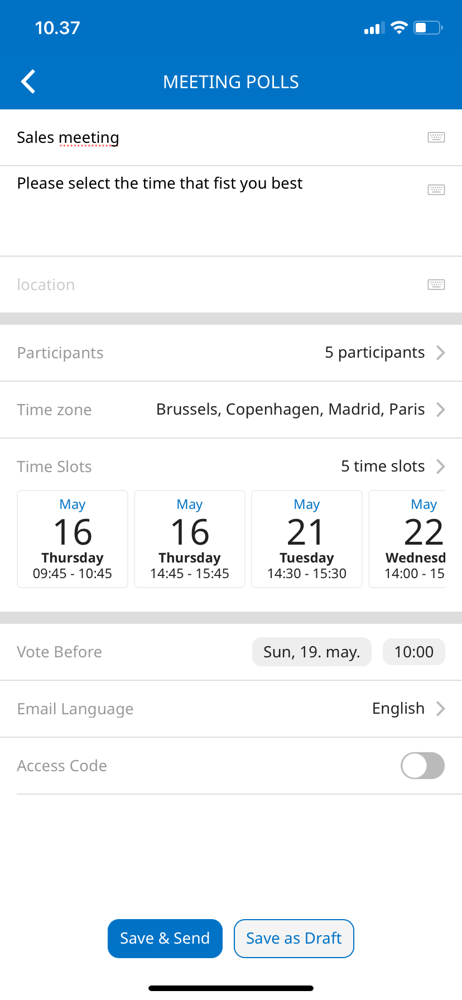 10.37
MEETING POLLS
Sales meeting
Please select the time that fist you best
location
Participants 5 participants
Time zone Brussels, Copenhagen, Madrid, Paris
Time Slots 5 time slots
May May May May
16 16 21 22
Thursday Thursday Tuesday Wednesd
09:45 - 10:45 14:45 - 15:45 14:30 - 15:30 14:00 - 15
Vote Before Sun, 19. may. 10:00
Email Language English
Access Code
Save & Send Save as Draft